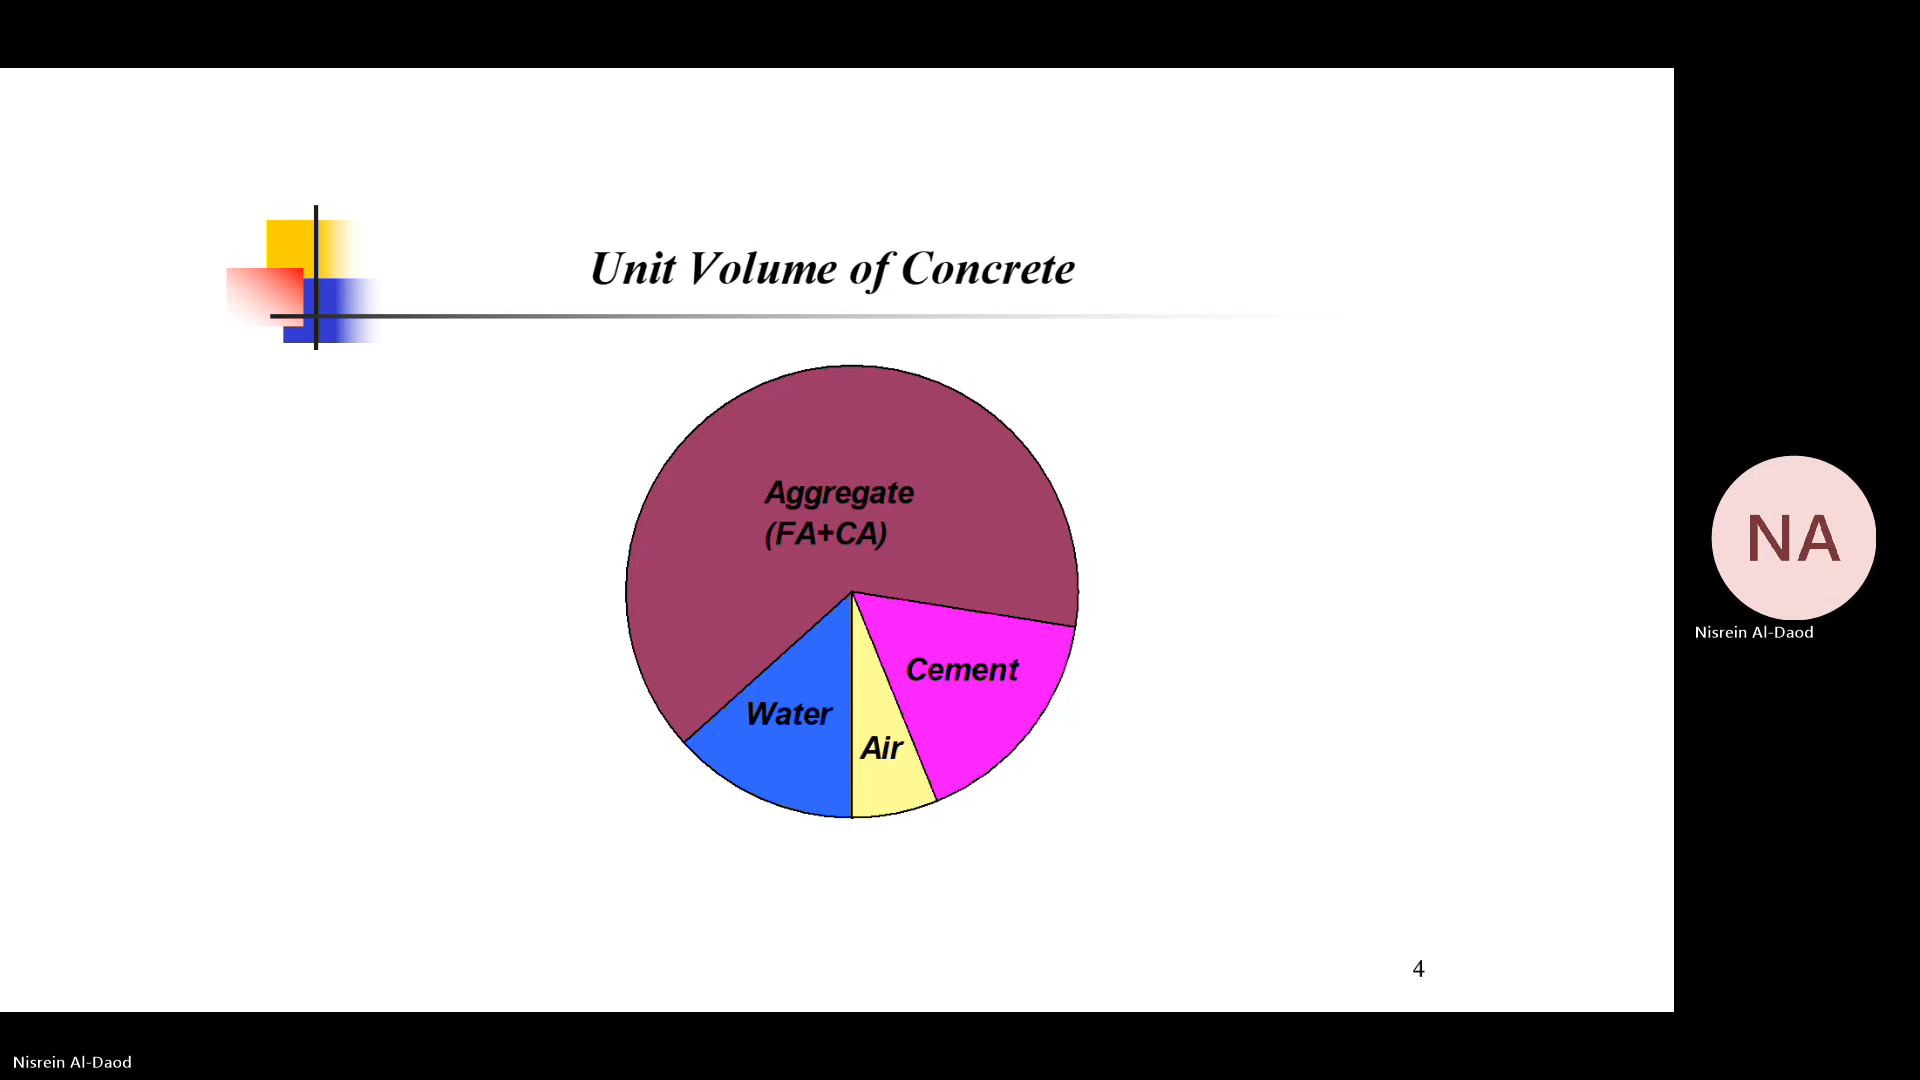 Unit Volume of Concrete
Aggregate
(FA+CA)
Cement
Water
Air
NA
Nisrein Al-Daod
4
Nisrein Al-Daod